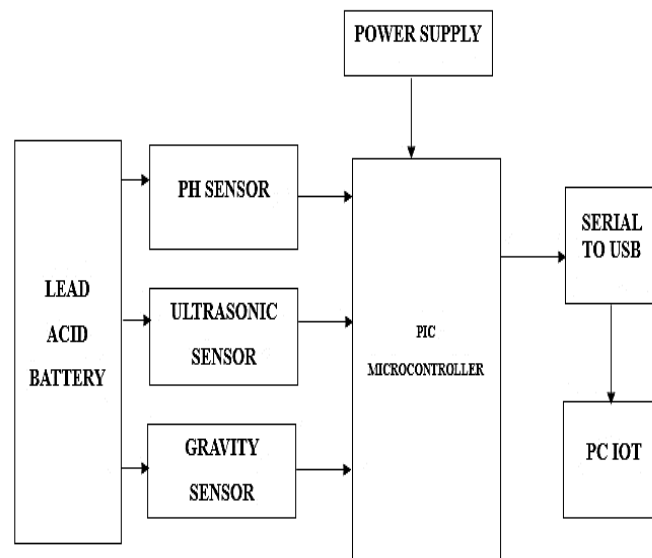 POWER SUPPLY
LEAD
ACID
BATTERY
PH SENSOR
ULTRASONIC
SENSOR
GRAVITY
SENSOR
PIC
MICROCONTROLLER
SERIAL
TO USB
PC IOT